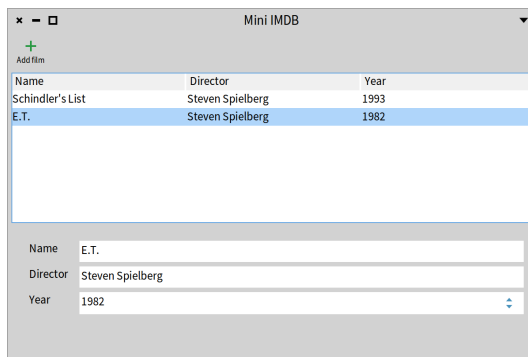 Mini IMDB
Add film
Name Director Year
Schindler's List Steven Spielberg 1993
E.T. Steven Spielberg 1982
Name E.T.
Director Steven Spielberg
Year 1982